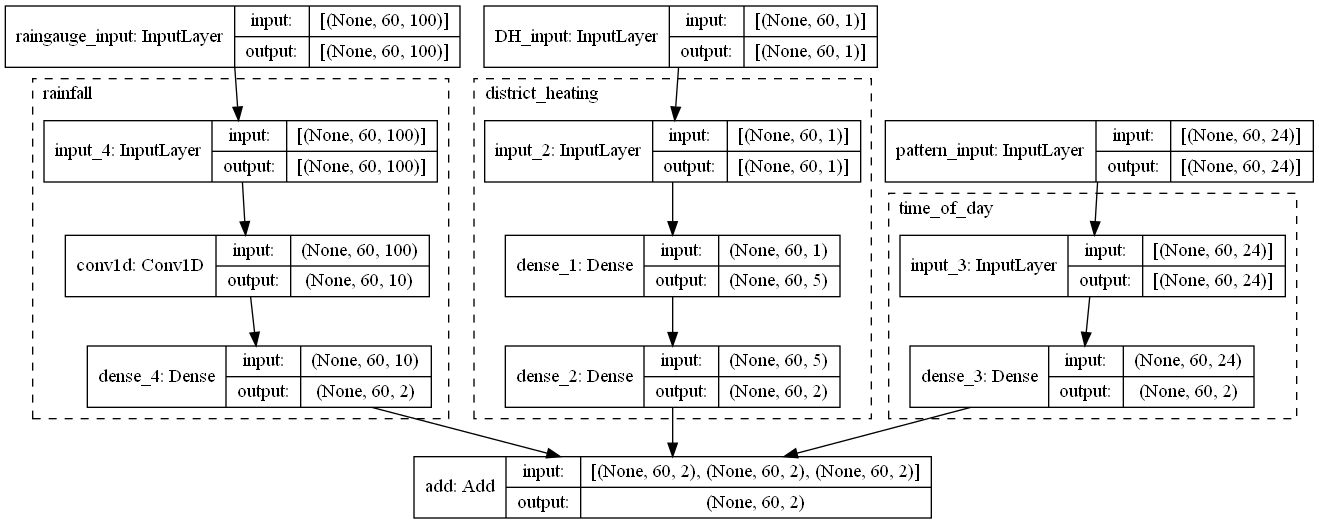 raingauge_input: InputLayer
input: [(None, 60, 100)]
output: [(None, 60, 100)]
DH_input: InputLayer
input: [(None, 60, 1)]
output: [(None, 60, 1)]
rainfall
input_4: InputLayer
input: [(None, 60, 100)]
output: [(None, 60, 100)]
conv1d: Conv1D
input: (None, 60, 100)
output: (None, 60, 10)
dense_4: Dense
input: (None, 60, 10)
output: (None, 60, 2)
district_heating
input_2: InputLayer
input: [(None, 60, 1)]
output: [(None, 60, 1)]
dense_1: Dense
input: (None, 60, 1)
output: (None, 60, 5)
dense_2: Dense
input: (None, 60, 5)
output: (None, 60, 2)
pattern_input: InputLayer
input: [(None, 60, 24)]
output: [(None, 60, 24)]
time_of_day
input_3: InputLayer
input: [(None, 60, 24)]
output: [(None, 60, 24)]
dense_3: Dense
input: (None, 60, 24)
output: (None, 60, 2)
add: Add
input: [(None, 60, 2), (None, 60, 2), (None, 60, 2)]
output: (None, 60, 2)